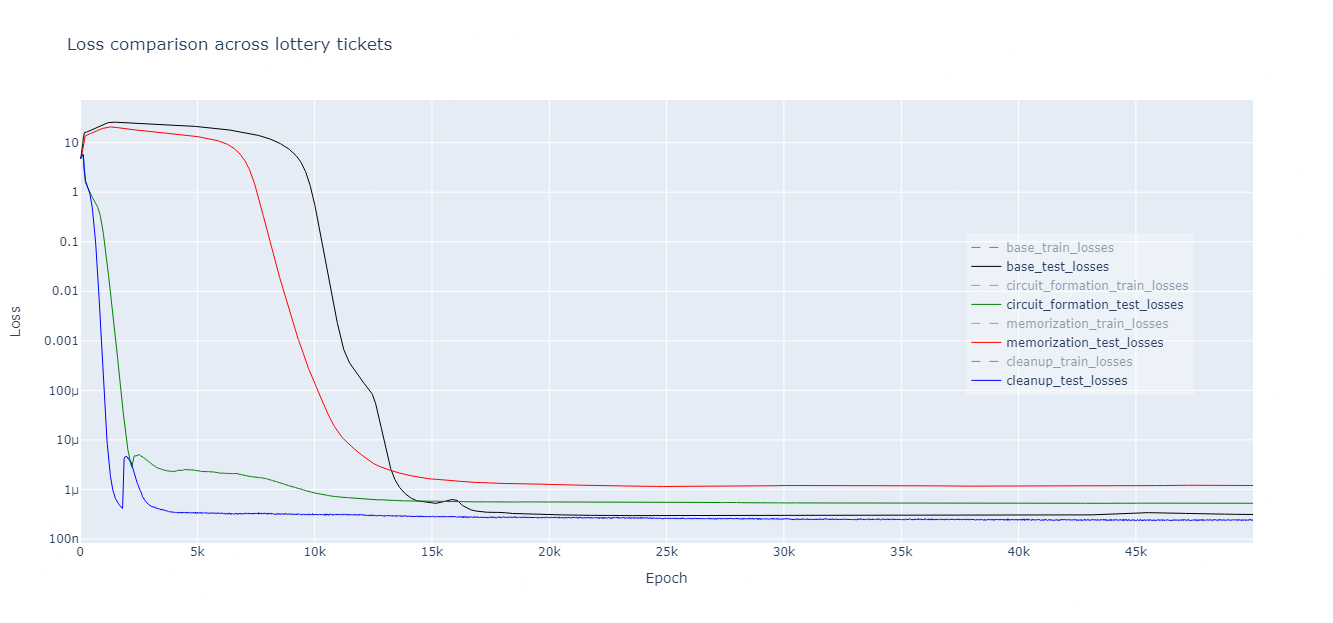 Loss comparison across lottery tickets
10
1
0.1
0.01
0.001
100μ
10μ
1μ
100n
Loss
0 5k 10k 15k 20k 25k 30k 35k 40k 45k
Epoch
base_train_losses
base_test_losses
circuit_formation_train_losses
circuit_formation_test_losses
memorization_train_losses
memorization_test_losses
cleanup_train_losses
cleanup_test_losses